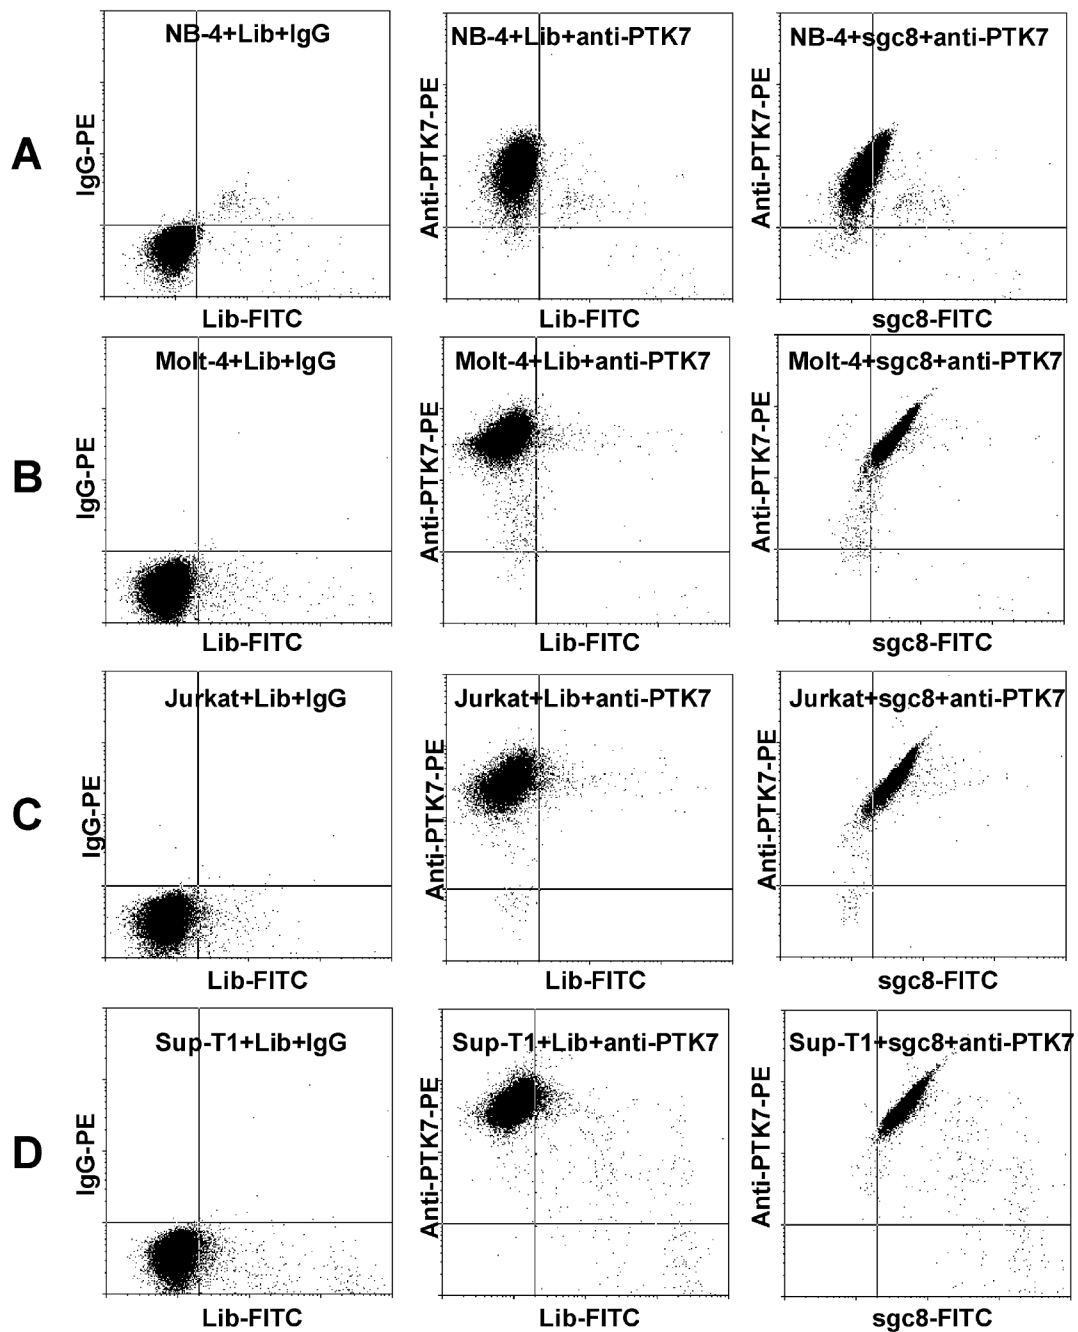 NB-4+Lib+IgG
NB-4+Lib+anti-PTK7
NB-4+sgc8+anti-PTK7
A
IgG-PE
Anti-PTK7-PE
Anti-PTK7-PE
Lib-FITC
Lib-FITC
sgc8-FITC
Molt-4+Lib+IgG
Molt-4+Lib+anti-PTK7
Molt-4+sgc8+anti-PTK7
B
IgG-PE
Anti-PTK7-PE
Anti-PTK7-PE
Lib-FITC
Lib-FITC
sgc8-FITC
Jurkat+Lib+IgG
Jurkat+Lib+anti-PTK7
Jurkat+sgc8+anti-PTK7
C
IgG-PE
Anti-PTK7-PE
Anti-PTK7-PE
Lib-FITC
Lib-FITC
sgc8-FITC
Sup-T1+Lib+IgG
Sup-T1+Lib+anti-PTK7
Sup-T1+sgc8+anti-PTK7
D
IgG-PE
Anti-PTK7-PE
Anti-PTK7-PE
Lib-FITC
Lib-FITC
sgc8-FITC